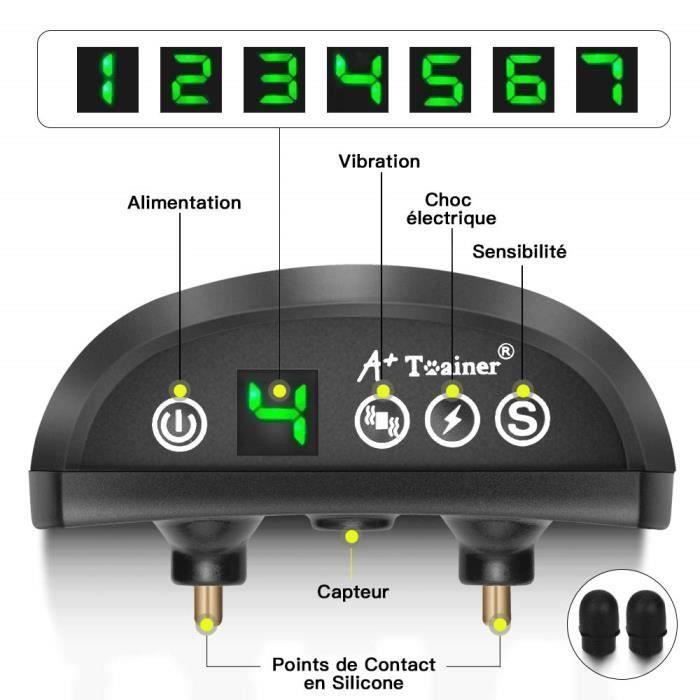 1 2 3 4 5 6 7
Vibration
Alimentation
Choc
électrique
Sensibilité
A+ Trainer®
4
S
Capteur
Points de Contact
en Silicone